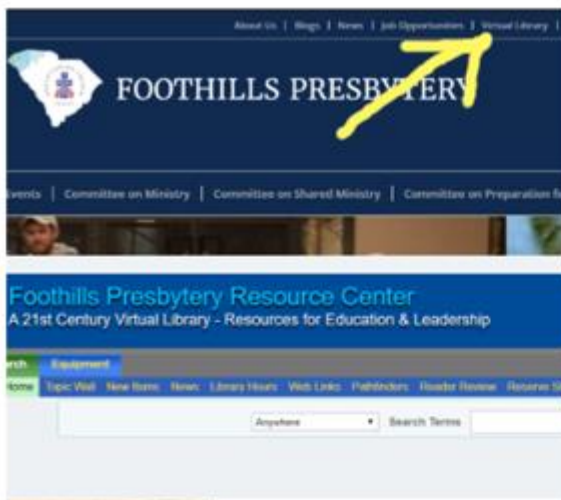 About Us | Blogs | News | Job Opportunities | Virtual Library |
FOOTHILLS PRESBYTERY
Events | Committee on Ministry | Committee on Shared Ministry | Committee on Preparation fo
Foothills Presbytery Resource Center
A 21st Century Virtual Library - Resources for Education & Leadership
rch Equipment
Home Topic Wall New Items News Library Hours Web Links Pathfinders Reader Review Reserve S
Anywhere Search Terms